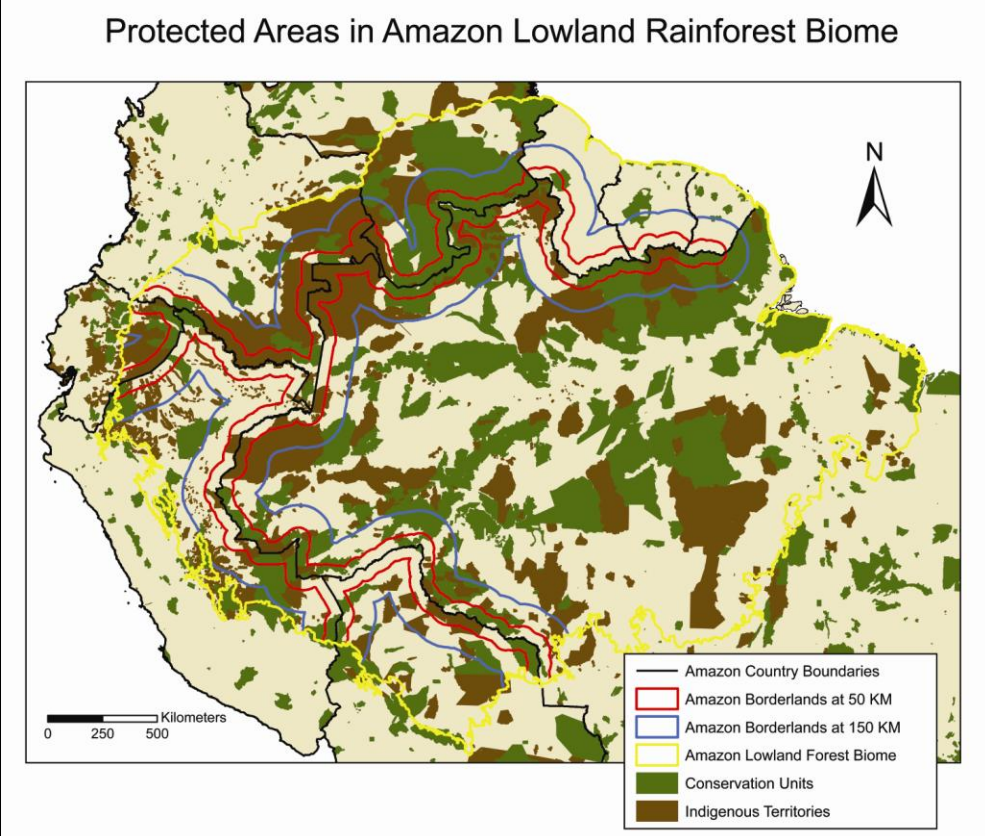 Protected Areas in Amazon Lowland Rainforest Biome
N
Kilometers
0 250 500
Amazon Country Boundaries
Amazon Borderlands at 50 KM
Amazon Borderlands at 150 KM
Amazon Lowland Forest Biome
Conservation Units
Indigenous Territories